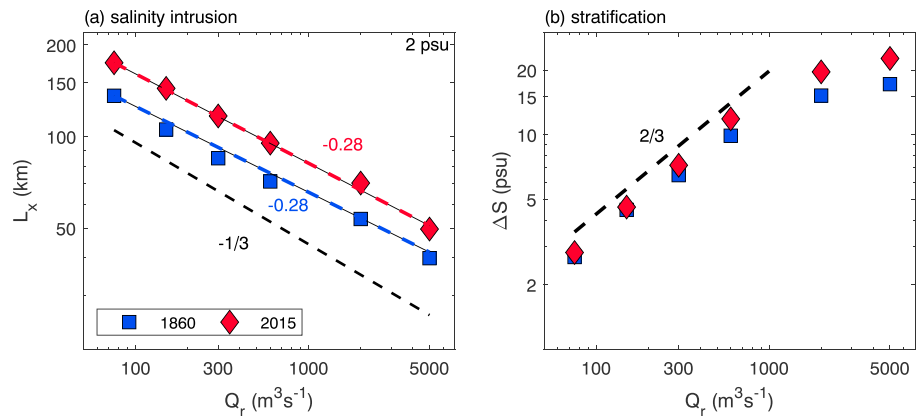 (a) salinity intrusion
2 psu
200
150
100
50
L_x (km)
-0.28
-0.28
-1/3
1860 2015
100 300 1000 5000
Q_r (m³s⁻¹)
(b) stratification
20
15
10
5
2
ΔS (psu)
2/3
100 300 1000 5000
Q_r (m³s⁻¹)